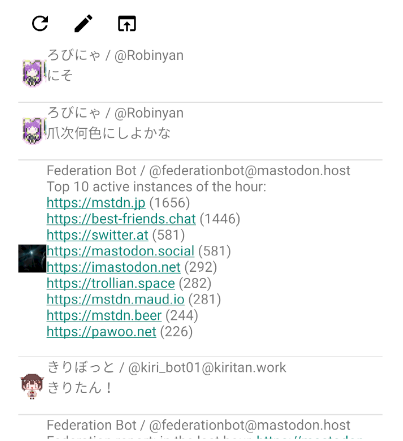 ろびにゃ / @Robinyan
にそ
ろびにゃ / @Robinyan
爪次何色にしよかな
Federation Bot / @federationbot@mastodon.host
Top 10 active instances of the hour:
https://mstdn.jp (1656)
https://best-friends.chat (1446)
https://switter.at (581)
https://mastodon.social (581)
https://imastodon.net (292)
https://trollian.space (282)
https://mstdn.maud.io (281)
https://mstdn.beer (244)
https://pawoo.net (226)
きりぼっと / @kiri_bot01@kiritan.work
きりたん！
Federation Bot / @federationbot@mastodon.host